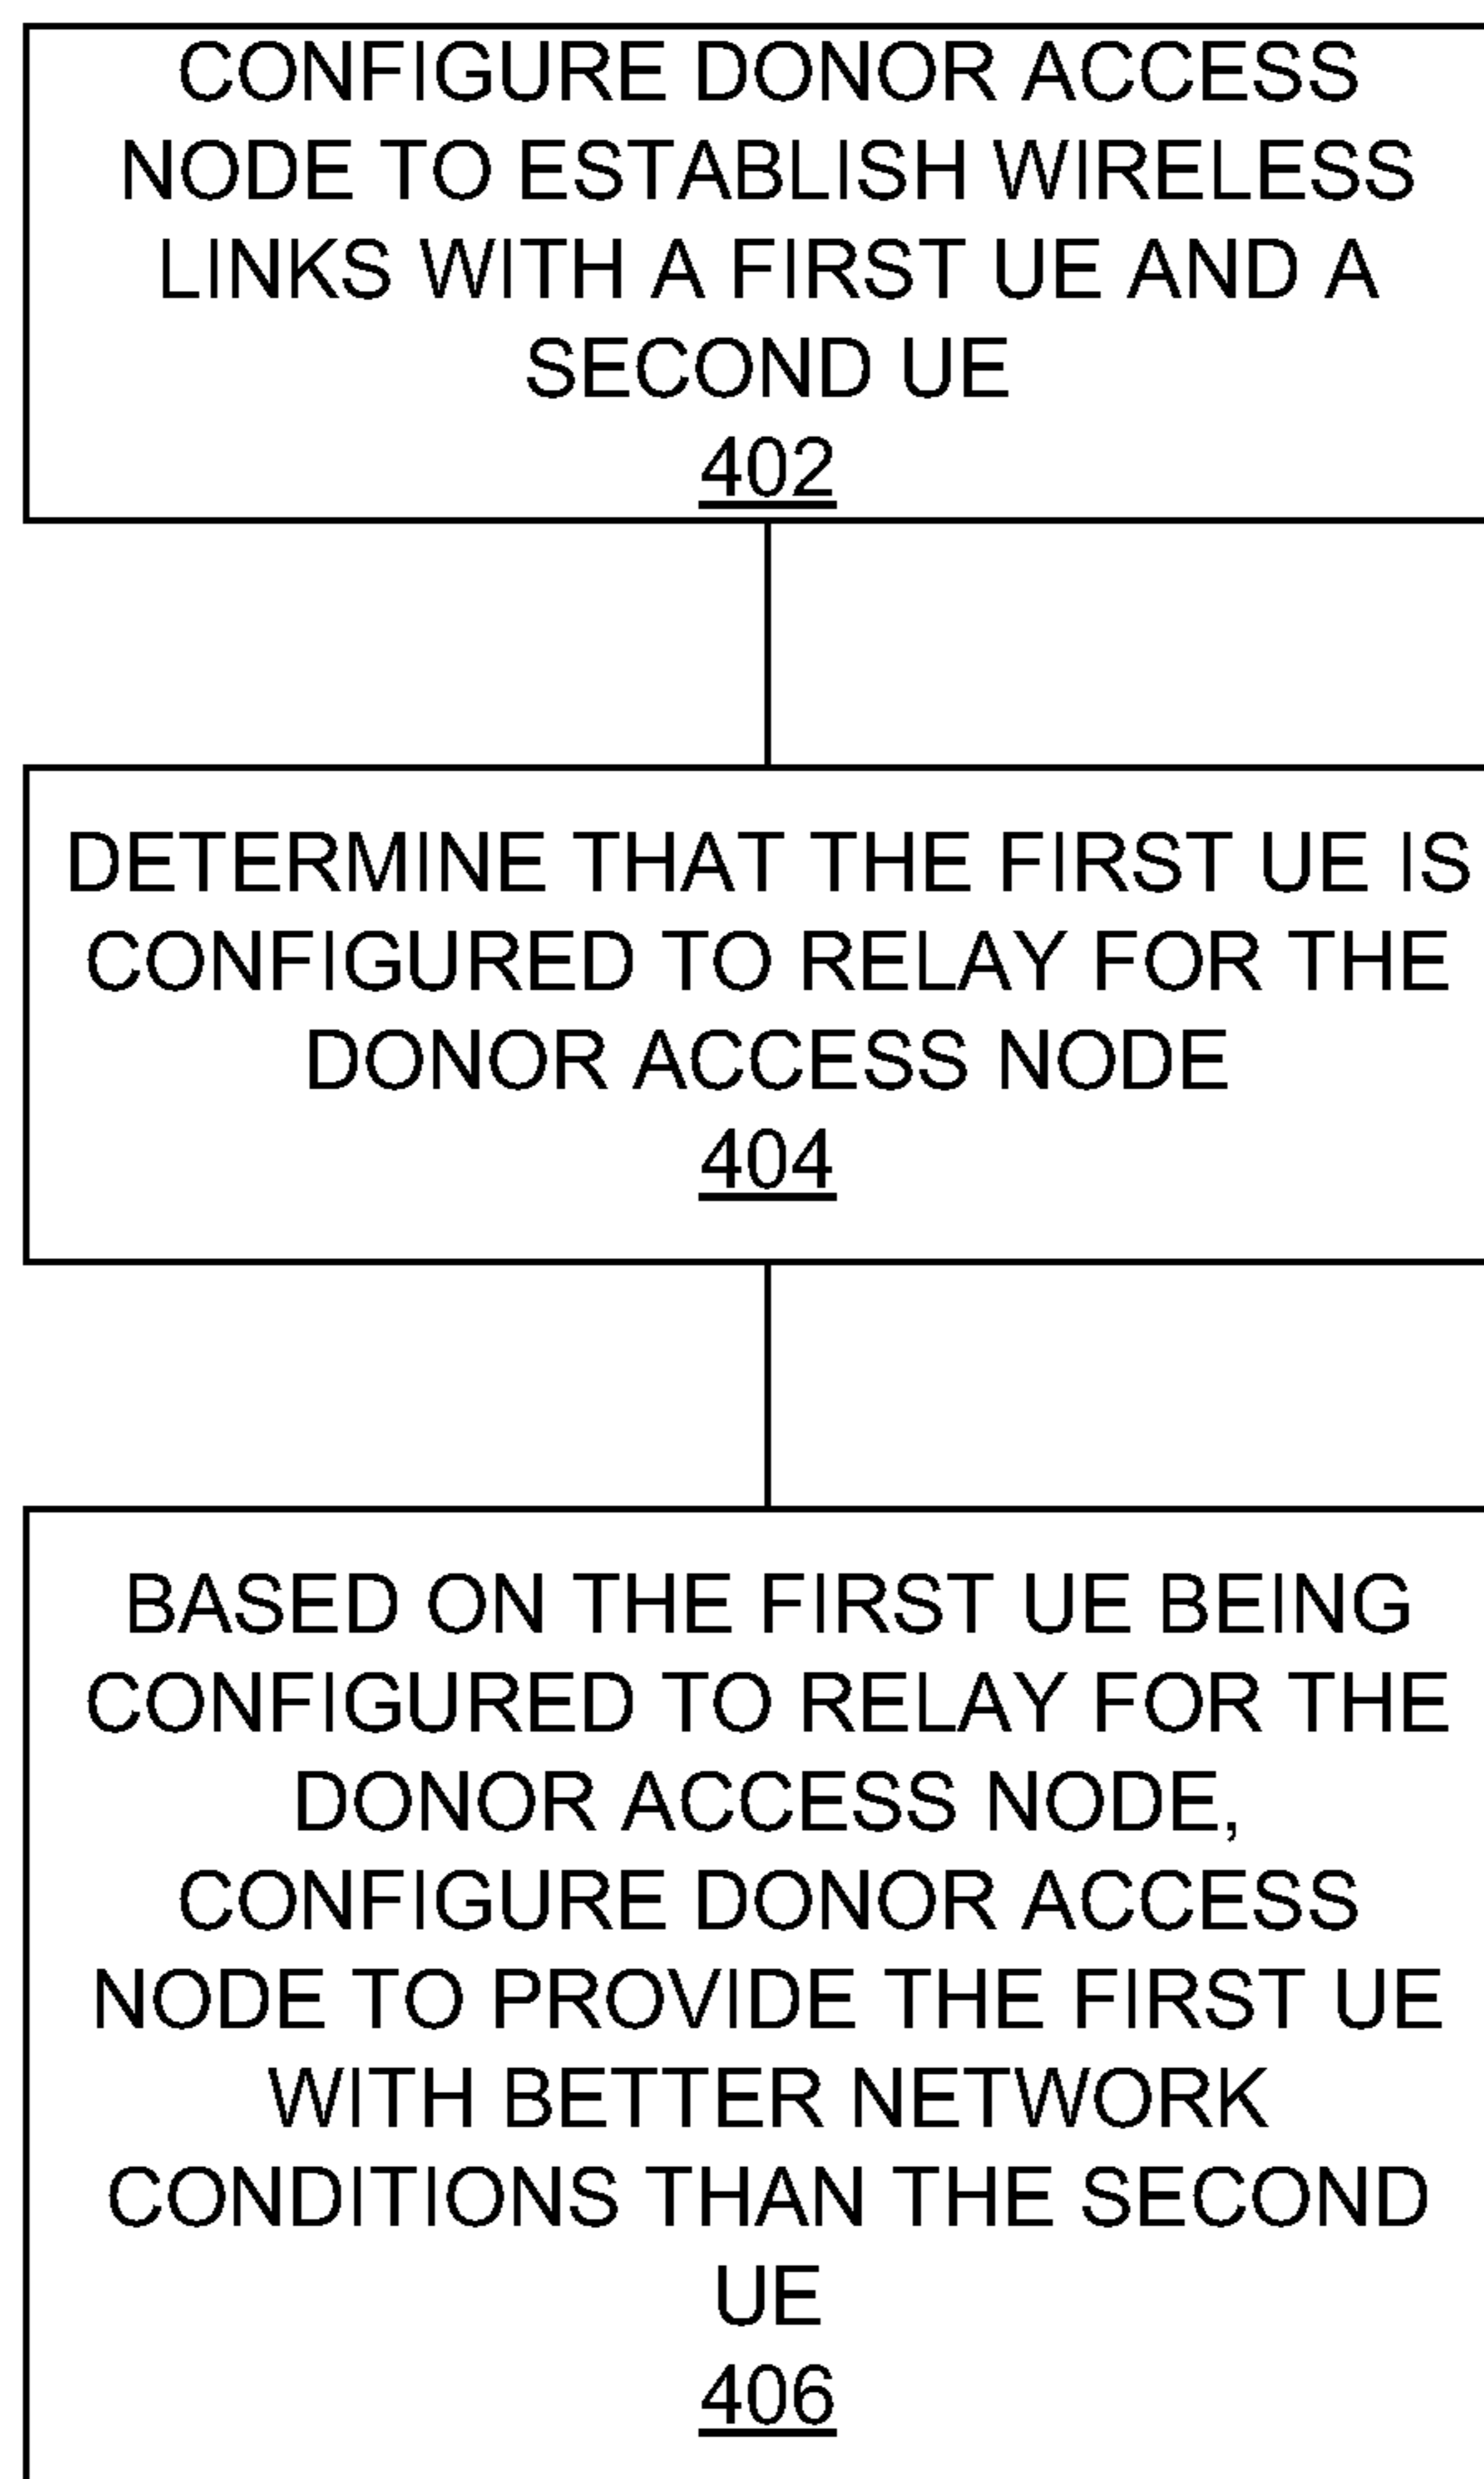 CONFIGURE DONOR ACCESS
NODE TO ESTABLISH WIRELESS
LINKS WITH A FIRST UE AND A
SECOND UE
402
DETERMINE THAT THE FIRST UE IS
CONFIGURED TO RELAY FOR THE
DONOR ACCESS NODE
404
BASED ON THE FIRST UE BEING
CONFIGURED TO RELAY FOR THE
DONOR ACCESS NODE,
CONFIGURE DONOR ACCESS
NODE TO PROVIDE THE FIRST UE
WITH BETTER NETWORK
CONDITIONS THAN THE SECOND
UE
406